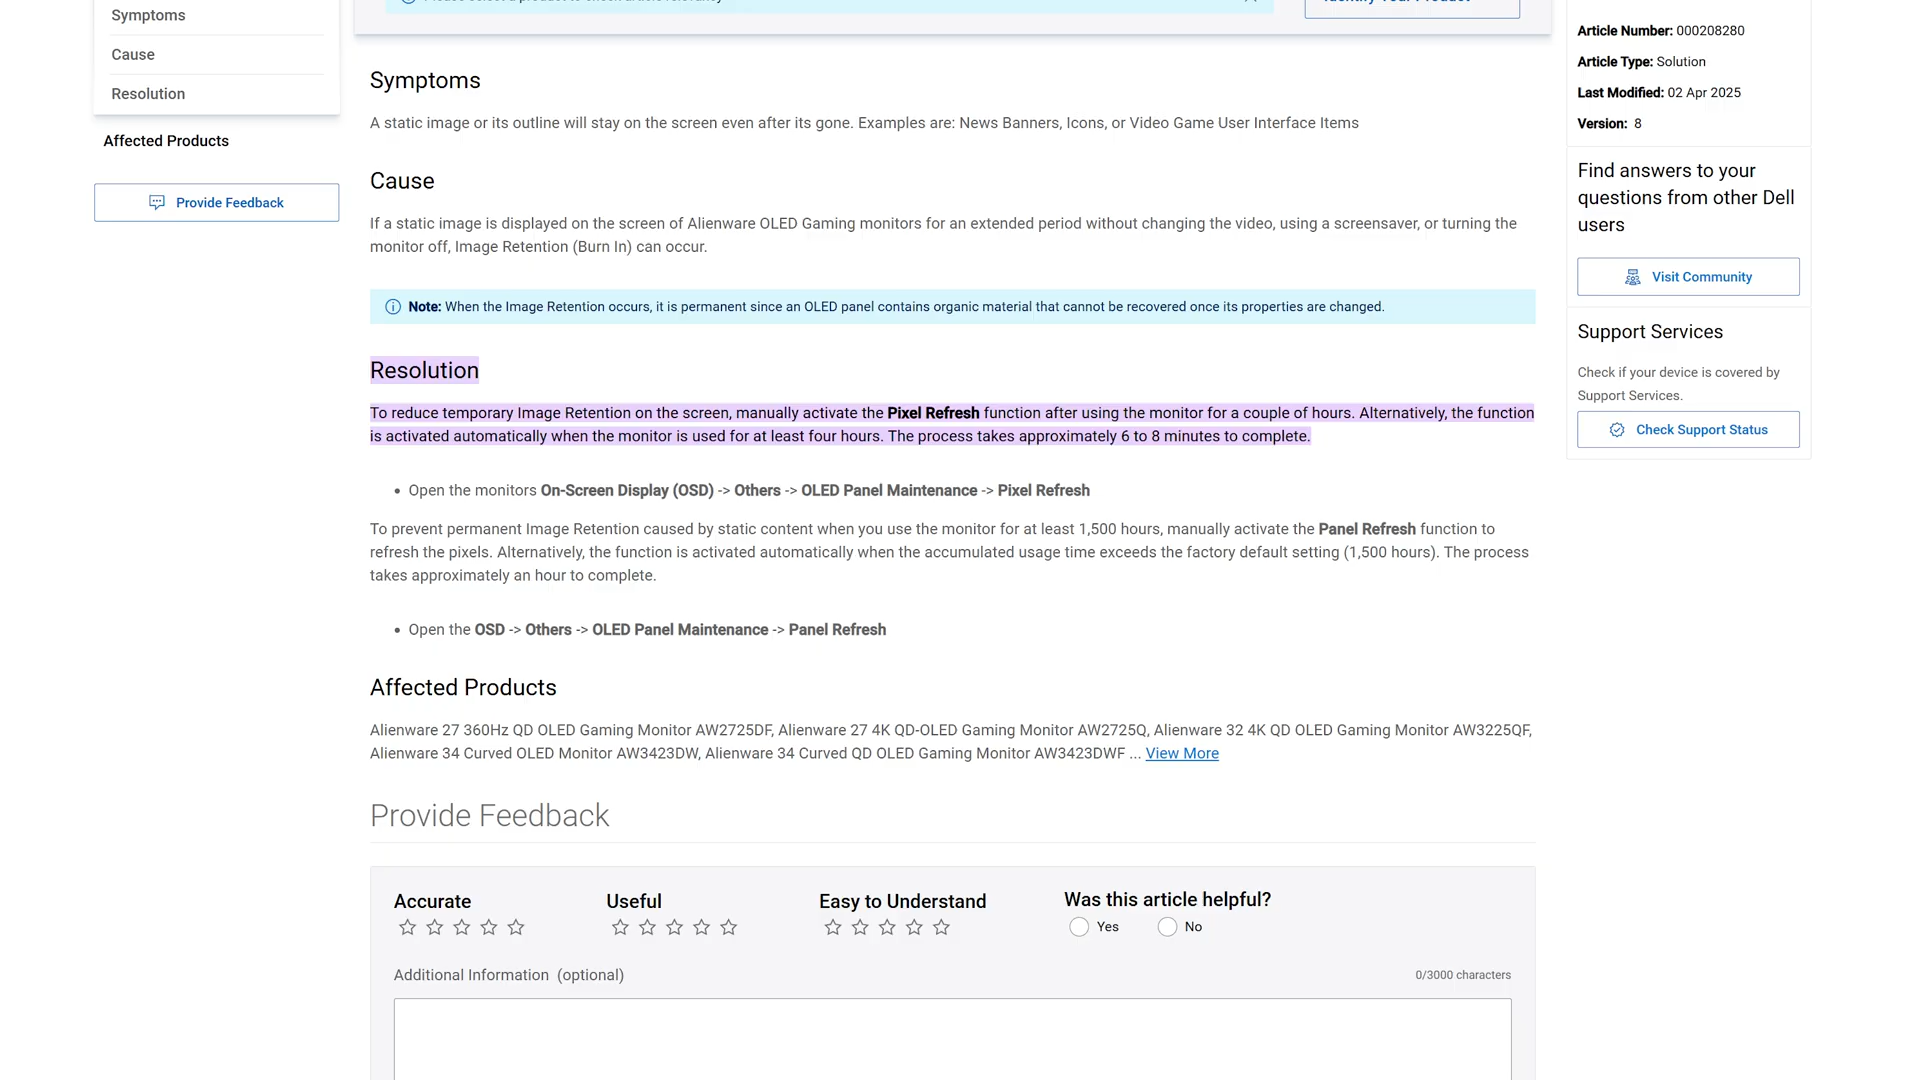 Symptoms
Cause
Resolution
Affected Products
Provide Feedback
Symptoms
A static image or its outline will stay on the screen even after its gone. Examples are: News Banners, Icons, or Video Game User Interface Items
Cause
If a static image is displayed on the screen of Alienware OLED Gaming monitors for an extended period without changing the video, using a screensaver, or turning the
monitor off, Image Retention (Burn In) can occur.
Note: When the Image Retention occurs, it is permanent since an OLED panel contains organic material that cannot be recovered once its properties are changed.
Resolution
To reduce temporary Image Retention on the screen, manually activate the Pixel Refresh function after using the monitor for a couple of hours. Alternatively, the function
is activated automatically when the monitor is used for at least four hours. The process takes approximately 6 to 8 minutes to complete.
• Open the monitors On-Screen Display (OSD) -> Others -> OLED Panel Maintenance -> Pixel Refresh
To prevent permanent Image Retention caused by static content when you use the monitor for at least 1,500 hours, manually activate the Panel Refresh function to
refresh the pixels. Alternatively, the function is activated automatically when the accumulated usage time exceeds the factory default setting (1,500 hours). The process
takes approximately an hour to complete.
• Open the OSD -> Others -> OLED Panel Maintenance -> Panel Refresh
Affected Products
Alienware 27 360Hz QD OLED Gaming Monitor AW2725DF, Alienware 27 4K QD-OLED Gaming Monitor AW2725Q, Alienware 32 4K QD OLED Gaming Monitor AW3225QF,
Alienware 34 Curved OLED Monitor AW3423DW, Alienware 34 Curved QD OLED Gaming Monitor AW3423DWF ... View More
Provide Feedback
Accurate
Useful
Easy to Understand
Was this article helpful?
Yes
No
Additional Information (optional)
0/3000 characters
Article Number: 000208280
Article Type: Solution
Last Modified: 02 Apr 2025
Version: 8
Find answers to your
questions from other Dell
users
Visit Community
Support Services
Check if your device is covered by
Support Services.
Check Support Status